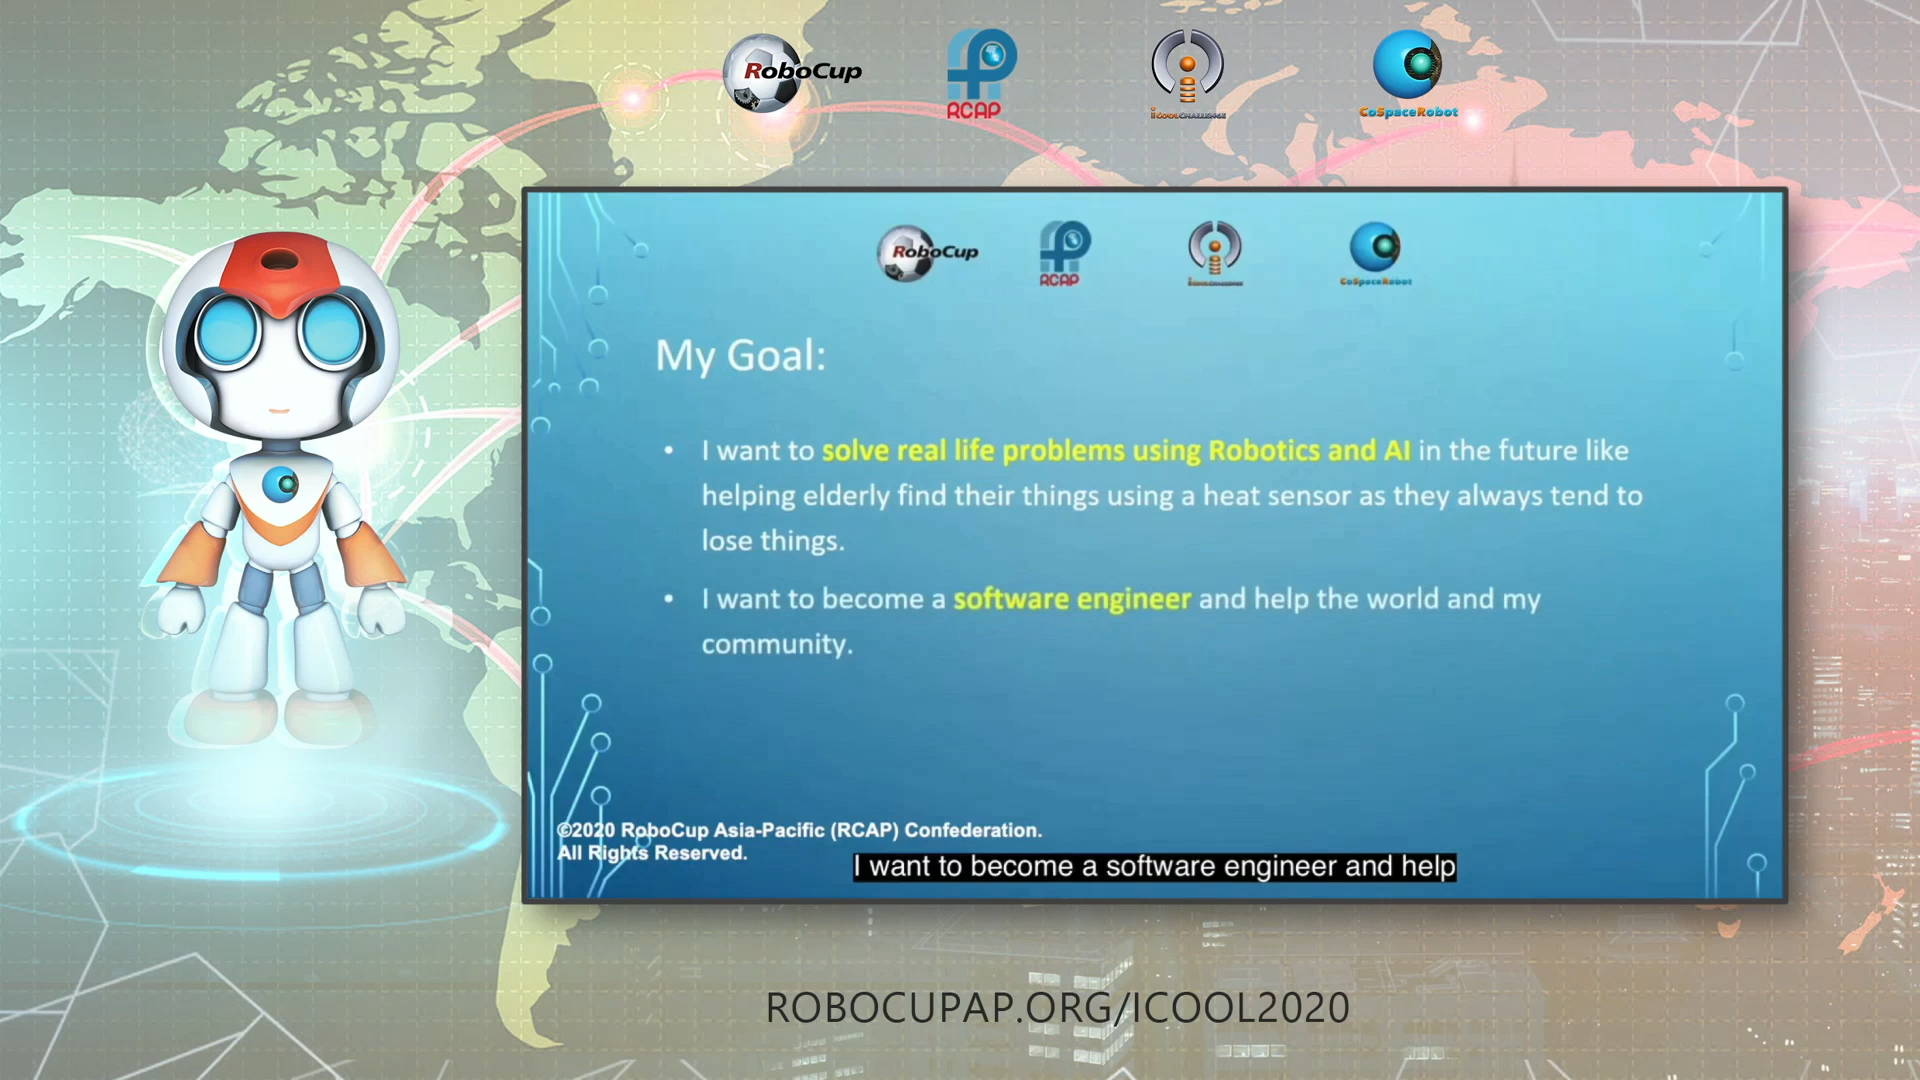 RoboCup
RCAP
iCOOLCHALLENGE
CoSpaceRobot
RoboCup
RCAP
iCOOLCHALLENGE
CoSpaceRobot
My Goal:
• I want to solve real life problems using Robotics and AI in the future like
helping elderly find their things using a heat sensor as they always tend to
lose things.
• I want to become a software engineer and help the world and my
community.
©2020 RoboCup Asia-Pacific (RCAP) Confederation.
All Rights Reserved.
I want to become a software engineer and help
ROBOCUPAP.ORG/ICOOL2020